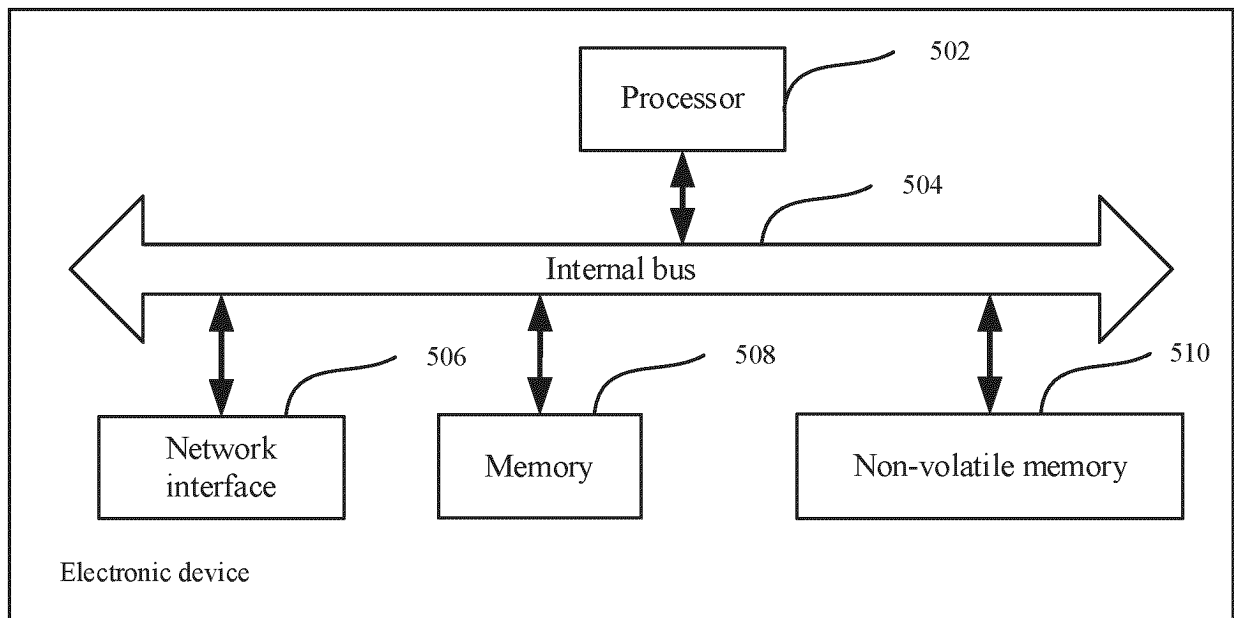 502
Processor
504
Internal bus
506
508
510
Network
interface
Memory
Non-volatile memory
Electronic device